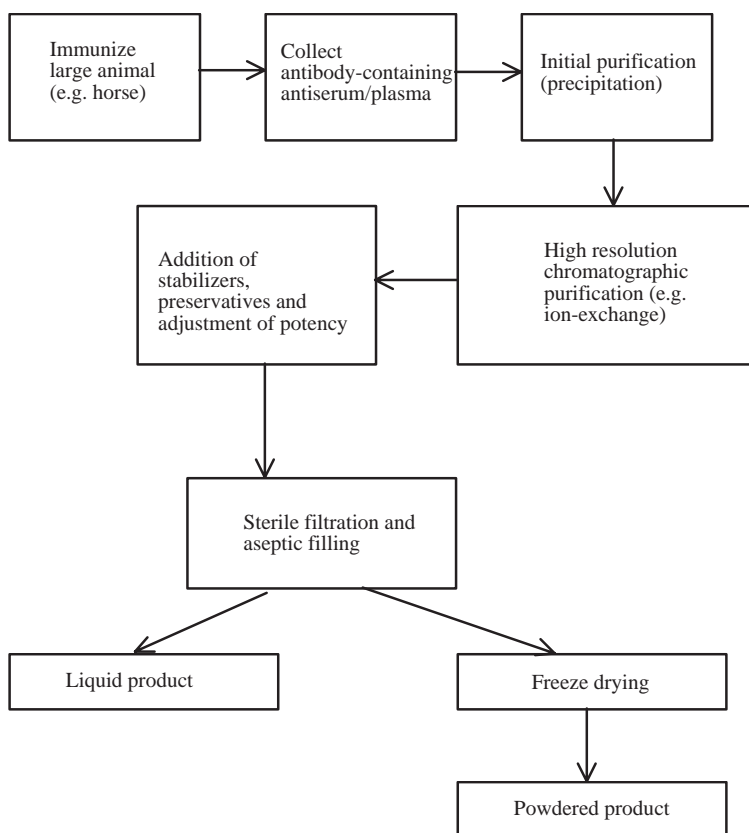 Immunize
large animal
(e.g. horse)
Collect
antibody-containing
antiserum/plasma
Initial purification
(precipitation)
High resolution
chromatographic
purification (e.g.
ion-exchange)
Addition of
stabilizers,
preservatives and
adjustment of potency
Sterile filtration and
aseptic filling
Liquid product
Freeze drying
Powdered product